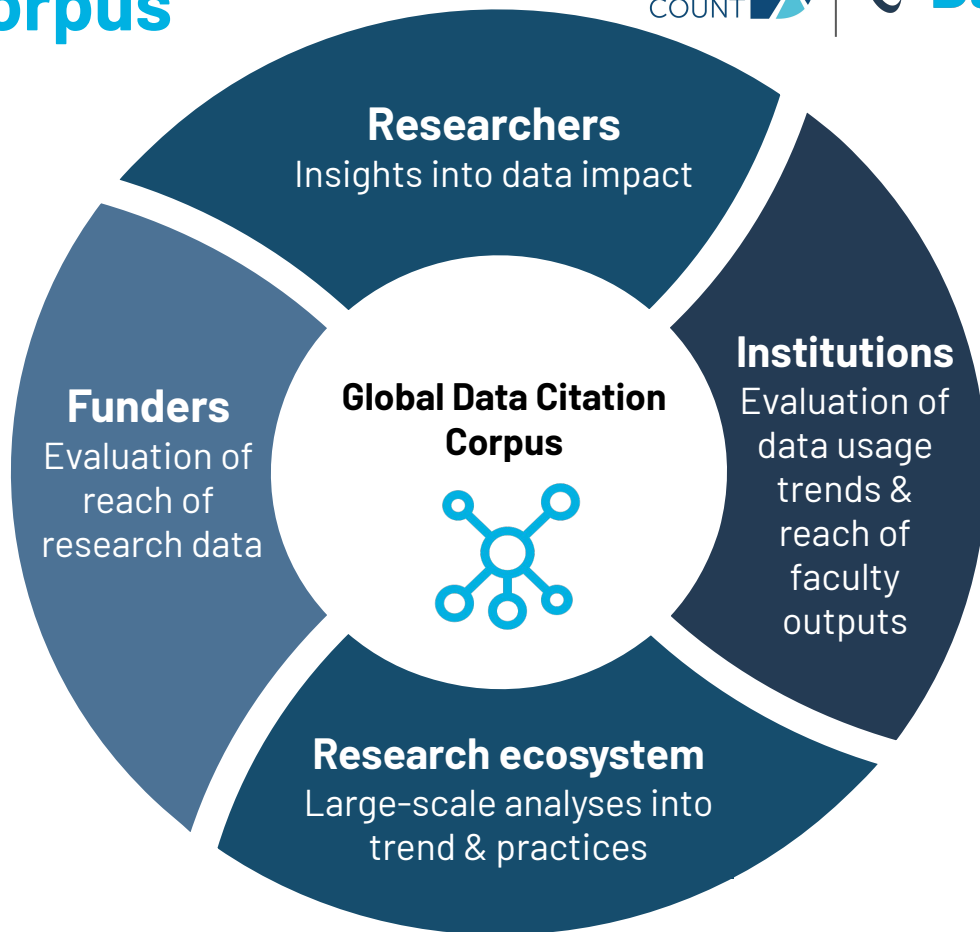 orpus
COUNT
Researchers
Insights into data impact
Institutions
Evaluation of
data usage
trends &
reach of
faculty
outputs
Funders
Evaluation of
reach of
research data
Global Data Citation
Corpus
Research ecosystem
Large-scale analyses into
trend & practices